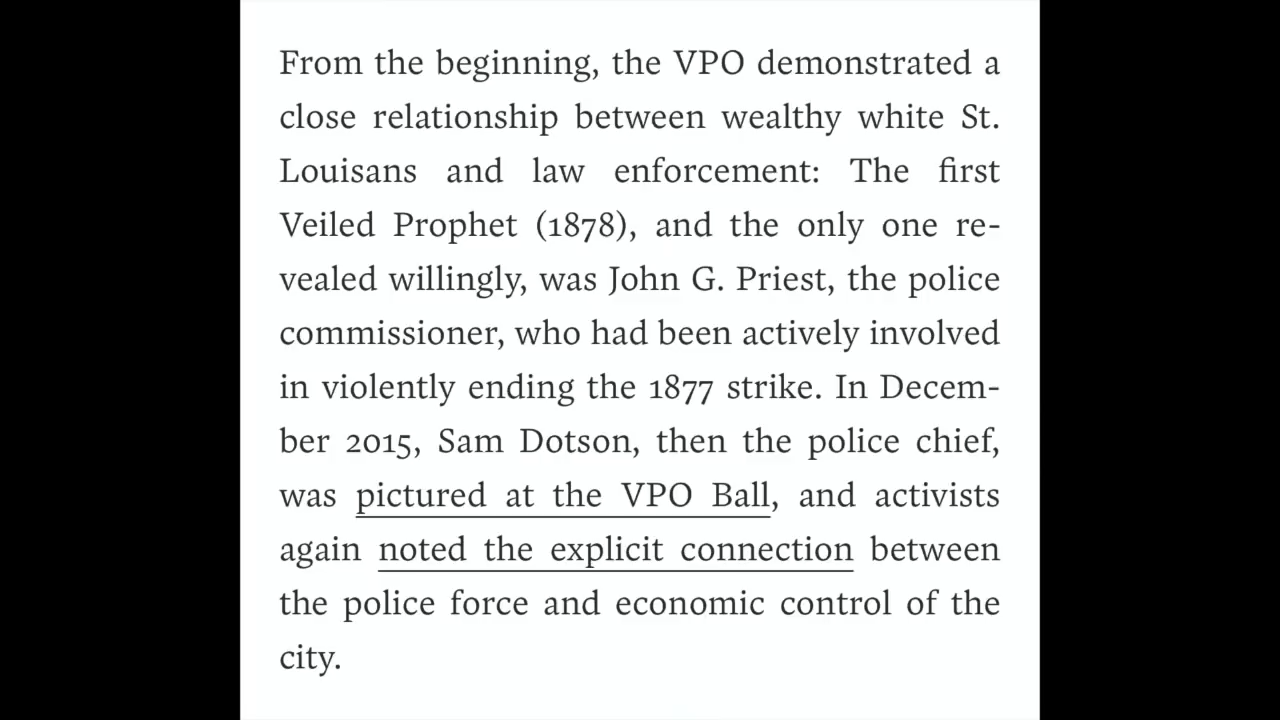 From the beginning, the VPO demonstrated a
close relationship between wealthy white St.
Louisans and law enforcement: The first
Veiled Prophet (1878), and the only one re-
vealed willingly, was John G. Priest, the police
commissioner, who had been actively involved
in violently ending the 1877 strike. In Decem-
ber 2015, Sam Dotson, then the police chief,
was pictured at the VPO Ball, and activists
again noted the explicit connection between
the police force and economic control of the
city.